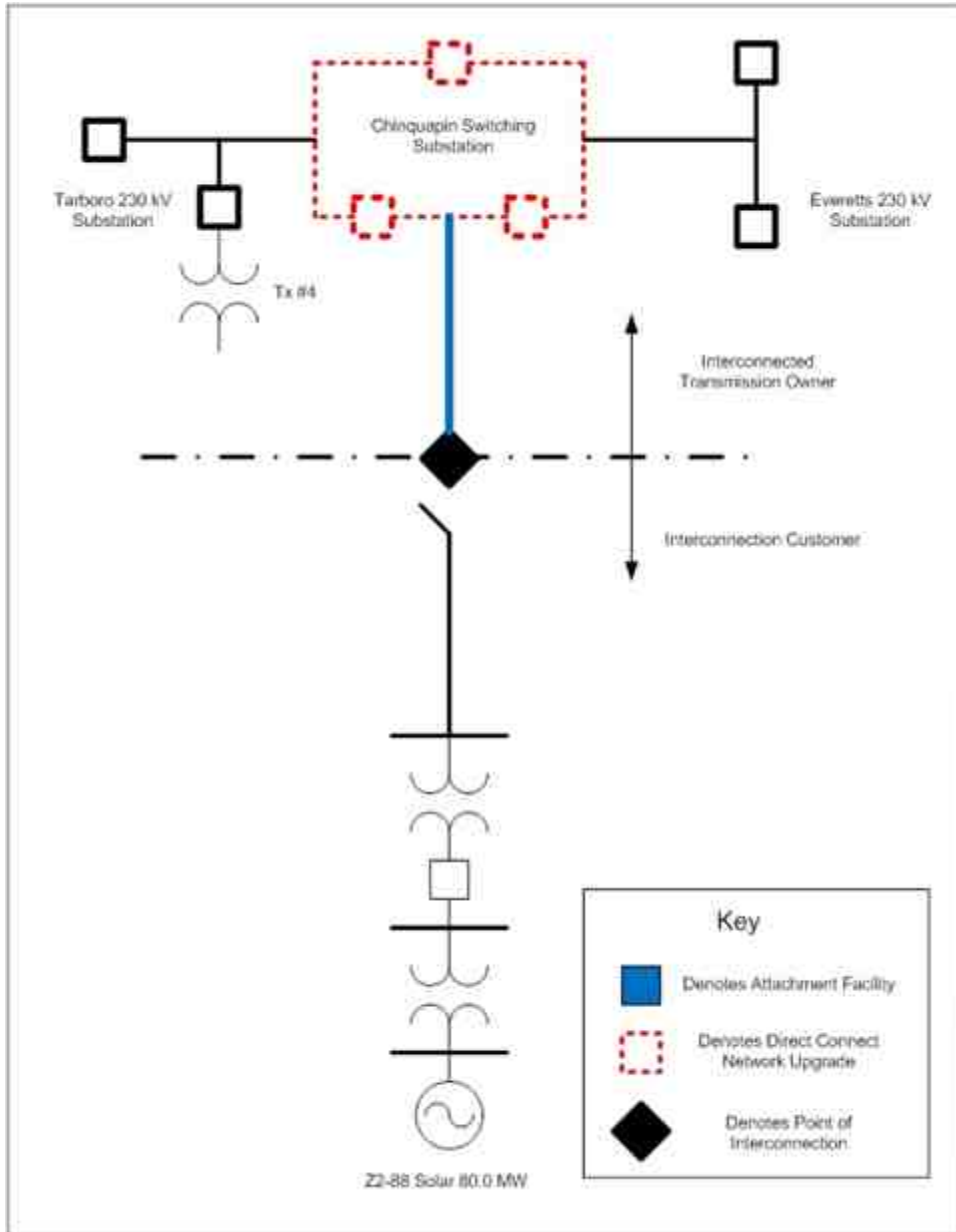 Chinquapin Switching
Substation
Tarboro 230 kV
Substation
Everetts 230 kV
Substation
Tx #4
Interconnected
Transmission Owner
Interconnection Customer
Key
Denotes Attachment Facility
Denotes Direct Connect
Network Upgrade
Denotes Point of
Interconnection
Z2-88 Solar 80.0 MW